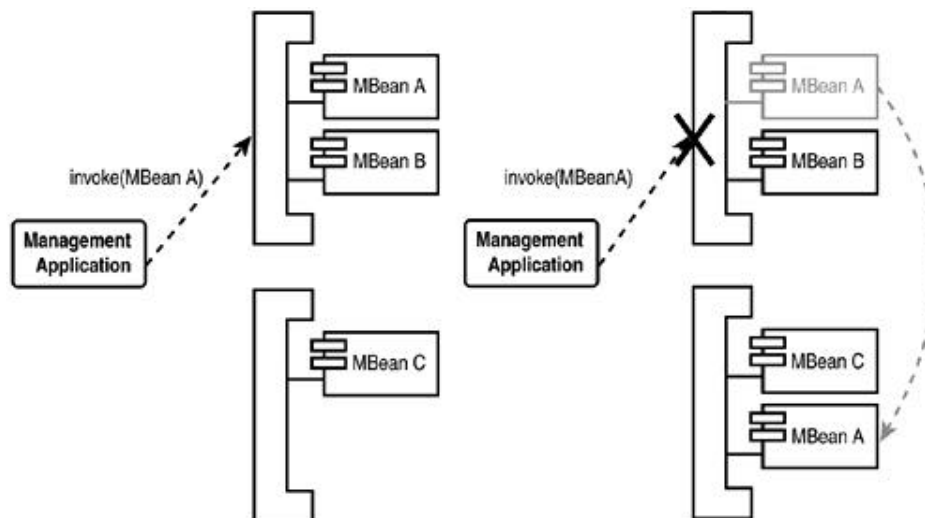 MBean A
MBean B
invoke(MBean A)
Management
Application
MBean C
MBean A
MBean B
invoke(MBeanA)
Management
Application
MBean C
MBean A